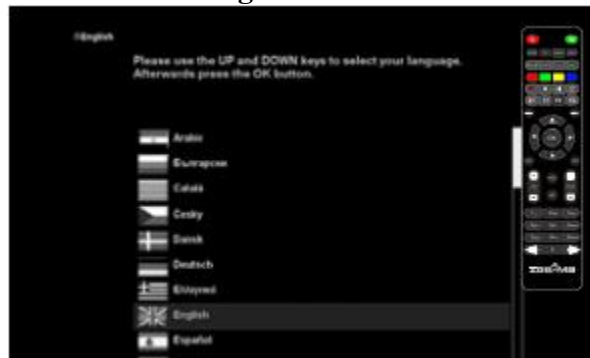 English
Please use the UP and DOWN keys to select your language.
Afterwards press the OK button.
Arabic
Български
Català
Česky
Dansk
Deutsch
Ελληνικά
English
Español